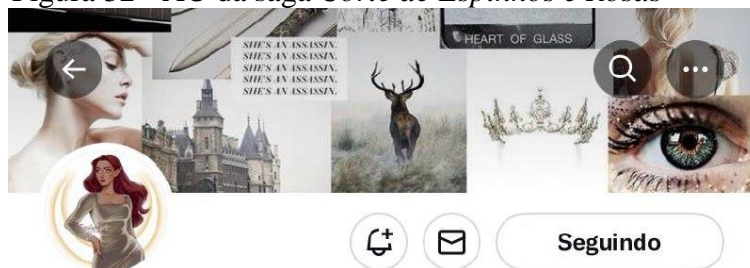 Figura 32 - AU da saga Corte de Espinhos e Rosas
HEART OF GLASS
SHE'S AN ASSASSIN.
SHE'S AN ASSASSIN.
SHE'S AN ASSASSIN.
SHE'S AN ASSASSIN.
SHE'S AN ASSASSIN.
Seguindo